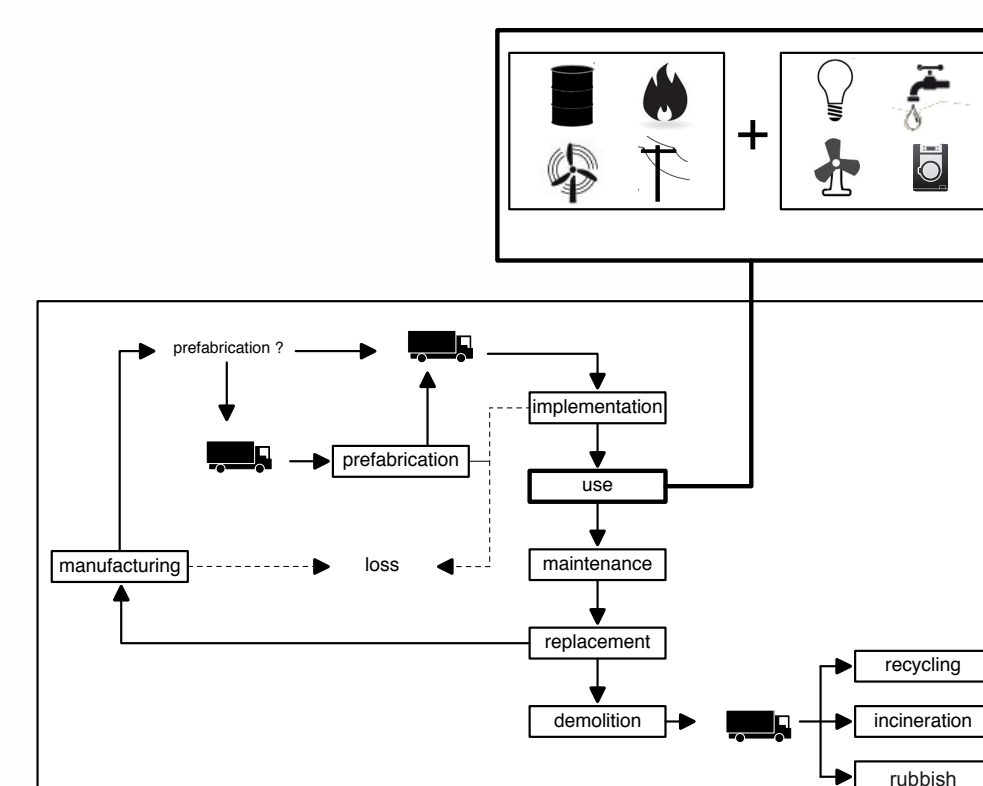 +
prefabrication ?
implementation
prefabrication
use
manufacturing
loss
maintenance
replacement
recycling
demolition
incineration
rubbish